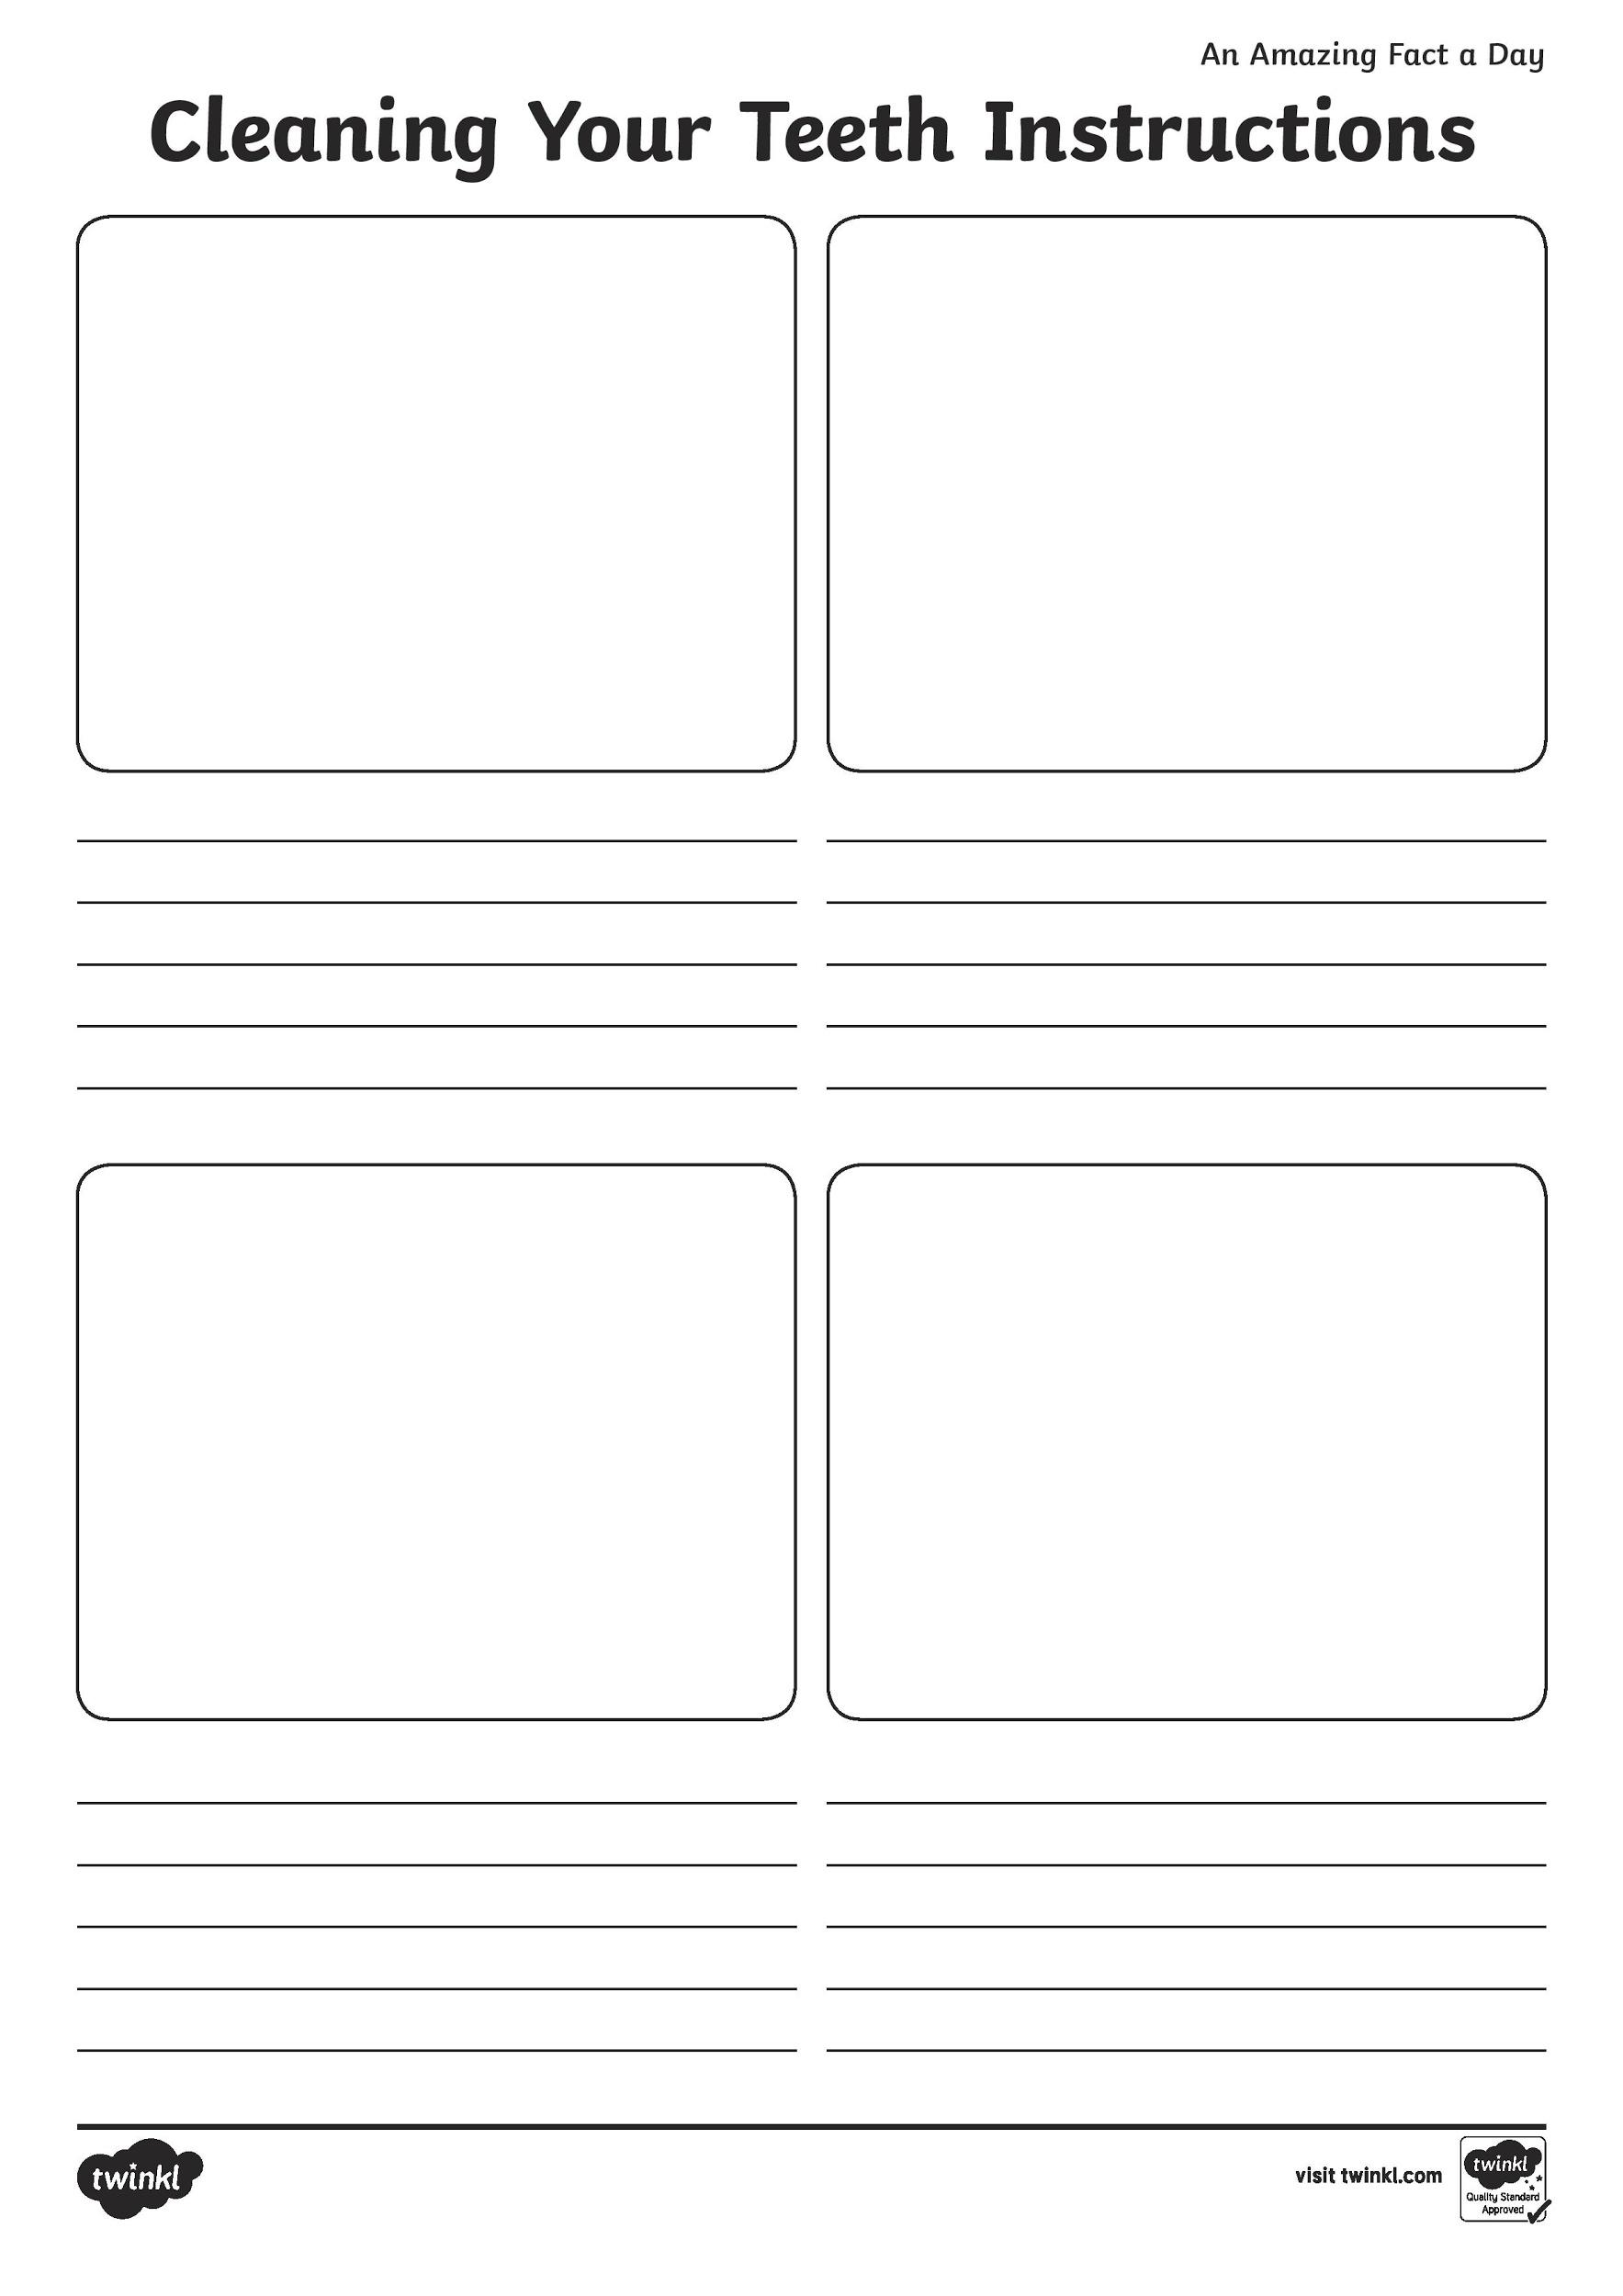 An Amazing Fact a Day
Cleaning Your Teeth Instructions
twinkl
visit twinkl.com
twinkl
Quality Standard
Approved